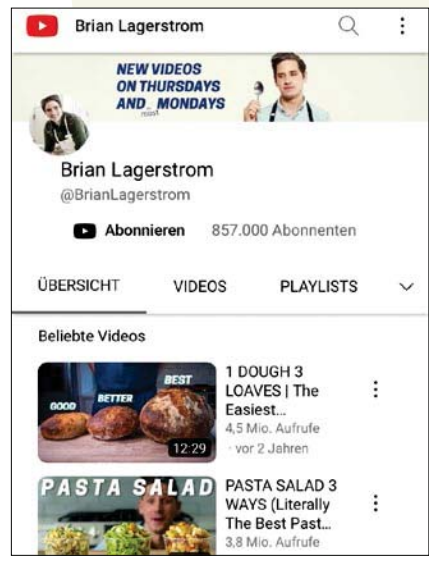 Brian Lagerstrom
NEW VIDEOS
ON THURSDAYS
AND MONDAYS
most
Brian Lagerstrom
@BrianLagerstrom
Abonnieren 857.000 Abonnenten
ÜBERSICHT VIDEOS PLAYLISTS
Beliebte Videos
GOOD BETTER BEST
12:29
1 DOUGH 3
LOAVES | The
Easiest...
4,5 Mio. Aufrufe
· vor 2 Jahren
PASTA SALAD
PASTA SALAD 3
WAYS (Literally
The Best Past...
3,8 Mio. Aufrufe